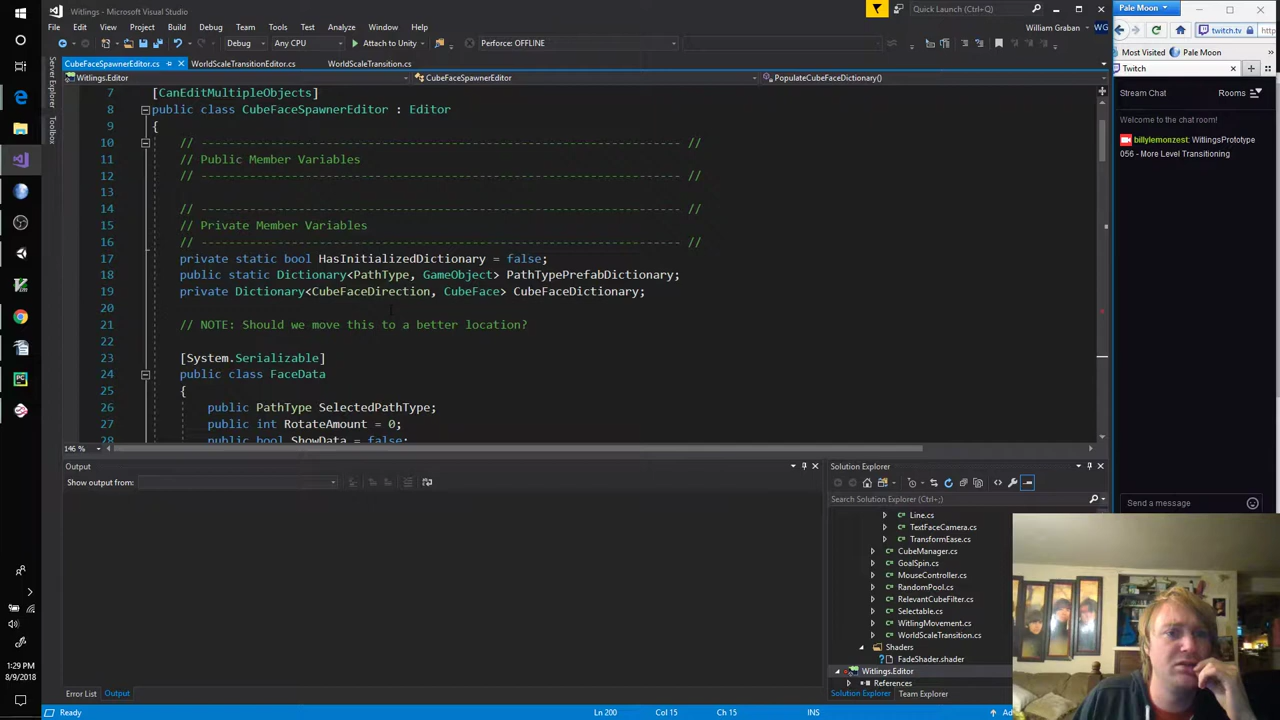 Witlings - Microsoft Visual Studio
Quick Launch (Ctrl+Q)
Pale Moon
File Edit View Project Build Debug Team Tools Test Analyze Window Help
William Graban WG
twitch.tv
Debug Any CPU Attach to Unity Perforce: OFFLINE
Most Visited Pale Moon
CubeFaceSpawnerEditor.cs WorldScaleTransitionEditor.cs WorldScaleTransition.cs
Twitch
Witlings.Editor CubeFaceSpawnerEditor PopulateCubeFaceDictionary()
Server Explorer
Toolbox
Stream Chat Rooms
Welcome to the chat room!
billylemonzest: WitlingsPrototype
056 - More Level Transitioning
7 [CanEditMultipleObjects]
8 public class CubeFaceSpawnerEditor : Editor
9 {
10 // ------------------------------------------------------------------- //
11 // Public Member Variables
12 // ------------------------------------------------------------------- //
13
14 // ------------------------------------------------------------------- //
15 // Private Member Variables
16 // ------------------------------------------------------------------- //
17 private static bool HasInitializedDictionary = false;
18 public static Dictionary<PathType, GameObject> PathTypePrefabDictionary;
19 private Dictionary<CubeFaceDirection, CubeFace> CubeFaceDictionary;
20
21 // NOTE: Should we move this to a better location?
22
23 [System.Serializable]
24 public class FaceData
25 {
26 public PathType SelectedPathType;
27 public int RotateAmount = 0;
28 public bool ShowData = false;
146 %
Output
Show output from:
Solution Explorer
Search Solution Explorer (Ctrl+;)
Line.cs
TextFaceCamera.cs
TransformEase.cs
CubeManager.cs
GoalSpin.cs
MouseController.cs
RandomPool.cs
RelevantCubeFilter.cs
Selectable.cs
WitlingMovement.cs
WorldScaleTransition.cs
Shaders
FadeShader.shader
Witlings.Editor
References
Solution Explorer Team Explorer
Send a message
Error List Output
Ready Ln 200 Col 15 Ch 15 INS
1:29 PM
8/9/2018